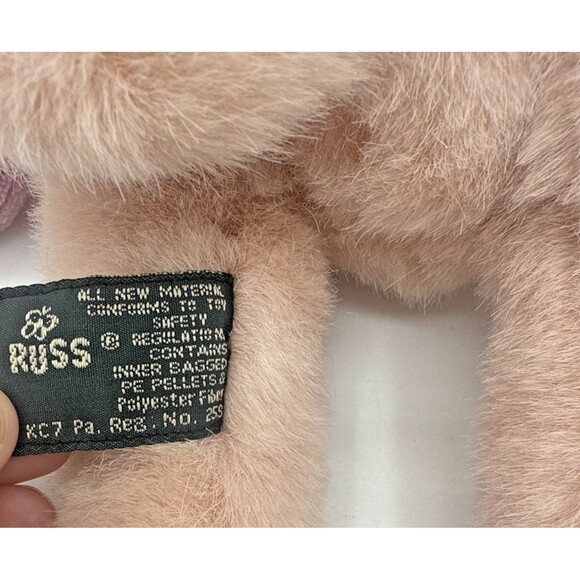 ALL NEW MATERIAL
CONFORMS TO TOY
SAFETY
REGULATION
CONTAINS
INNER BAGGED
PE PELLETS &
Polyester Fiber
RUSS ®
KC7 Pa. Reg. No. 255